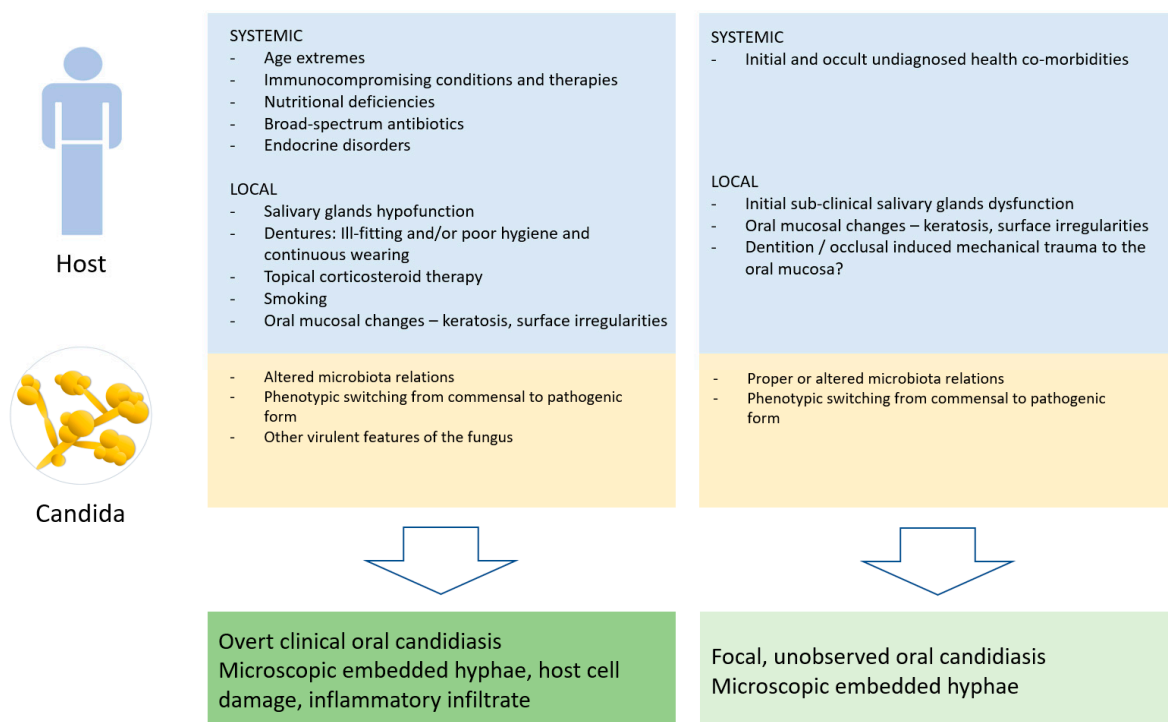 Host
Candida
SYSTEMIC
- Age extremes
- Immunocompromising conditions and therapies
- Nutritional deficiencies
- Broad-spectrum antibiotics
- Endocrine disorders
LOCAL
- Salivary glands hypofunction
- Dentures: Ill-fitting and/or poor hygiene and
continuous wearing
- Topical corticosteroid therapy
- Smoking
- Oral mucosal changes – keratosis, surface irregularities
- Altered microbiota relations
- Phenotypic switching from commensal to pathogenic
form
- Other virulent features of the fungus
Overt clinical oral candidiasis
Microscopic embedded hyphae, host cell
damage, inflammatory infiltrate
SYSTEMIC
- Initial and occult undiagnosed health co-morbidities
LOCAL
- Initial sub-clinical salivary glands dysfunction
- Oral mucosal changes – keratosis, surface irregularities
- Dentition / occlusal induced mechanical trauma to the
oral mucosa?
- Proper or altered microbiota relations
- Phenotypic switching from commensal to pathogenic
form
Focal, unobserved oral candidiasis
Microscopic embedded hyphae